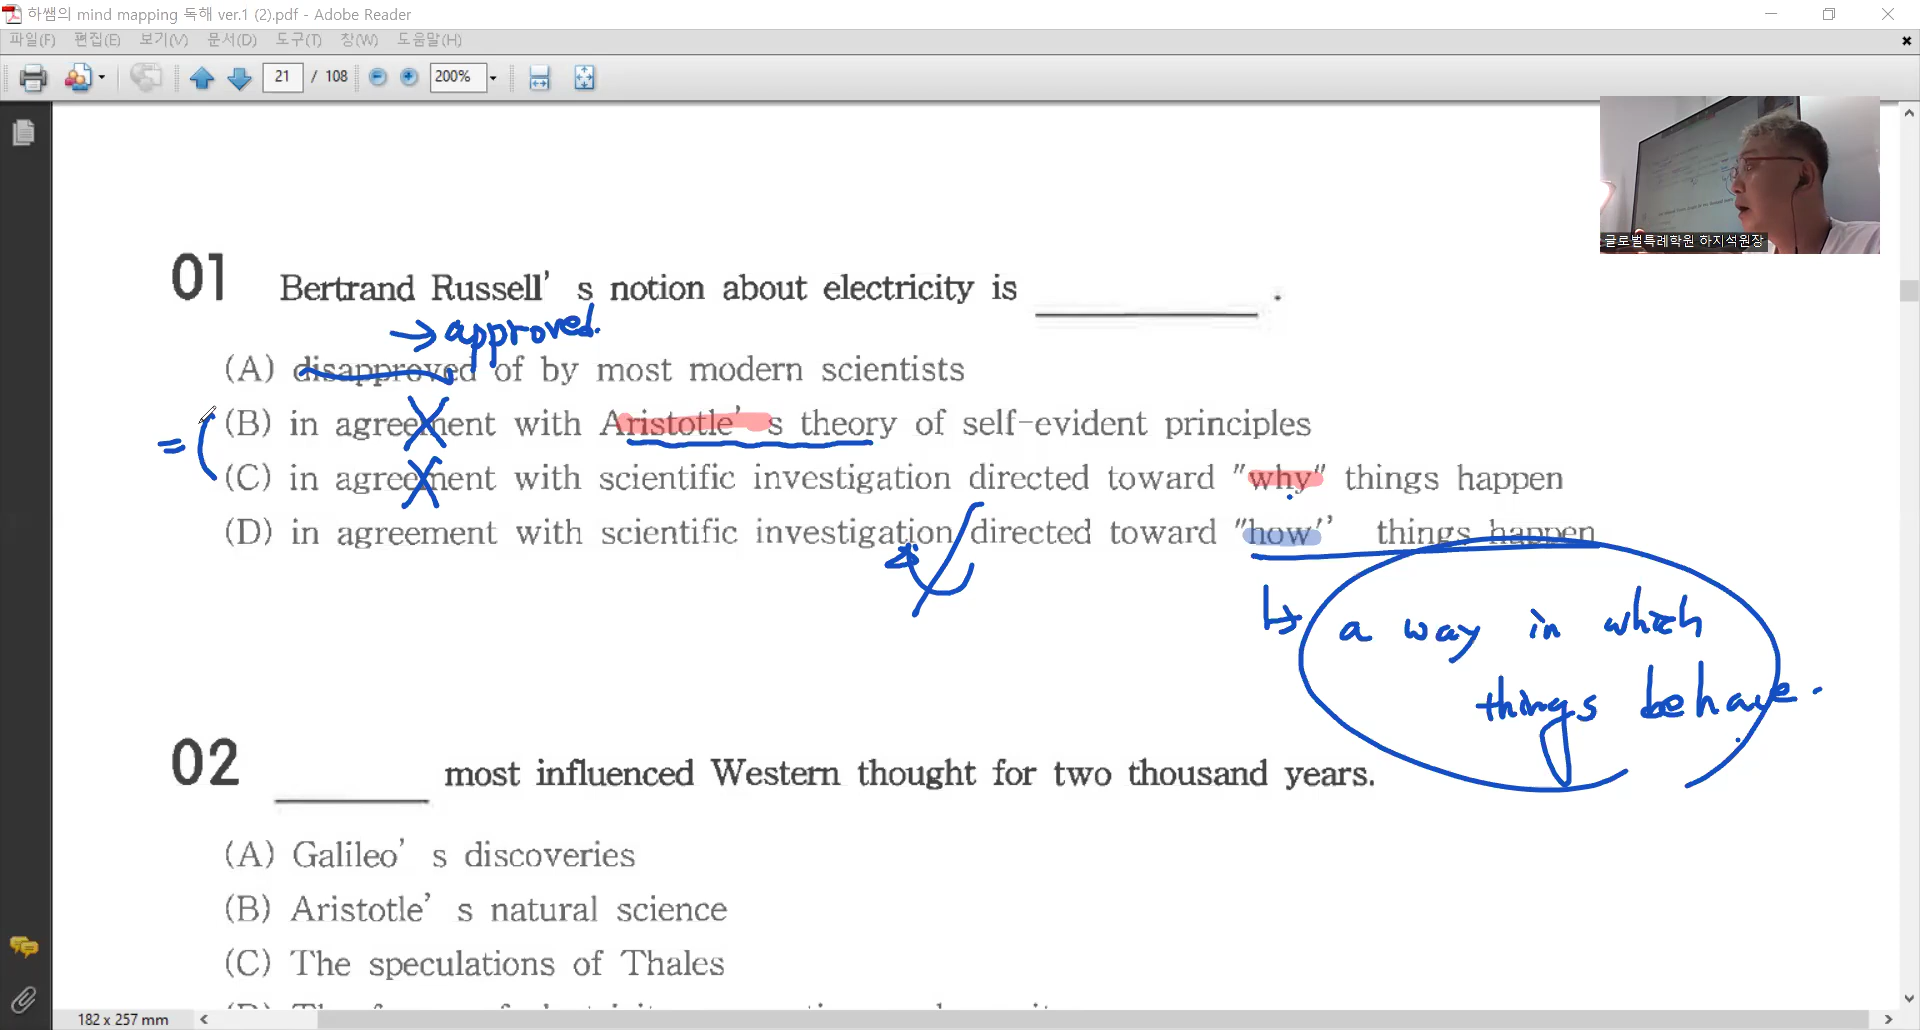 하쌤의 mind mapping 독해 ver.1 (2).pdf - Adobe Reader
파일(F) 편집(E) 보기(V) 문서(D) 도구(T) 창(W) 도움말(H)
21 / 108 200%
글로벌특례학원 하지석원장
01 Bertrand Russell's notion about electricity is ____________.
→ approved.
(A) disapproved of by most modern scientists
(B) in agreement with Aristotle's theory of self-evident principles
= (
(C) in agreement with scientific investigation directed toward "why" things happen
(D) in agreement with scientific investigation directed toward "how'' things happen
↳ a way in which
things behave.
02 __________ most influenced Western thought for two thousand years.
(A) Galileo's discoveries
(B) Aristotle's natural science
(C) The speculations of Thales
182 x 257 mm